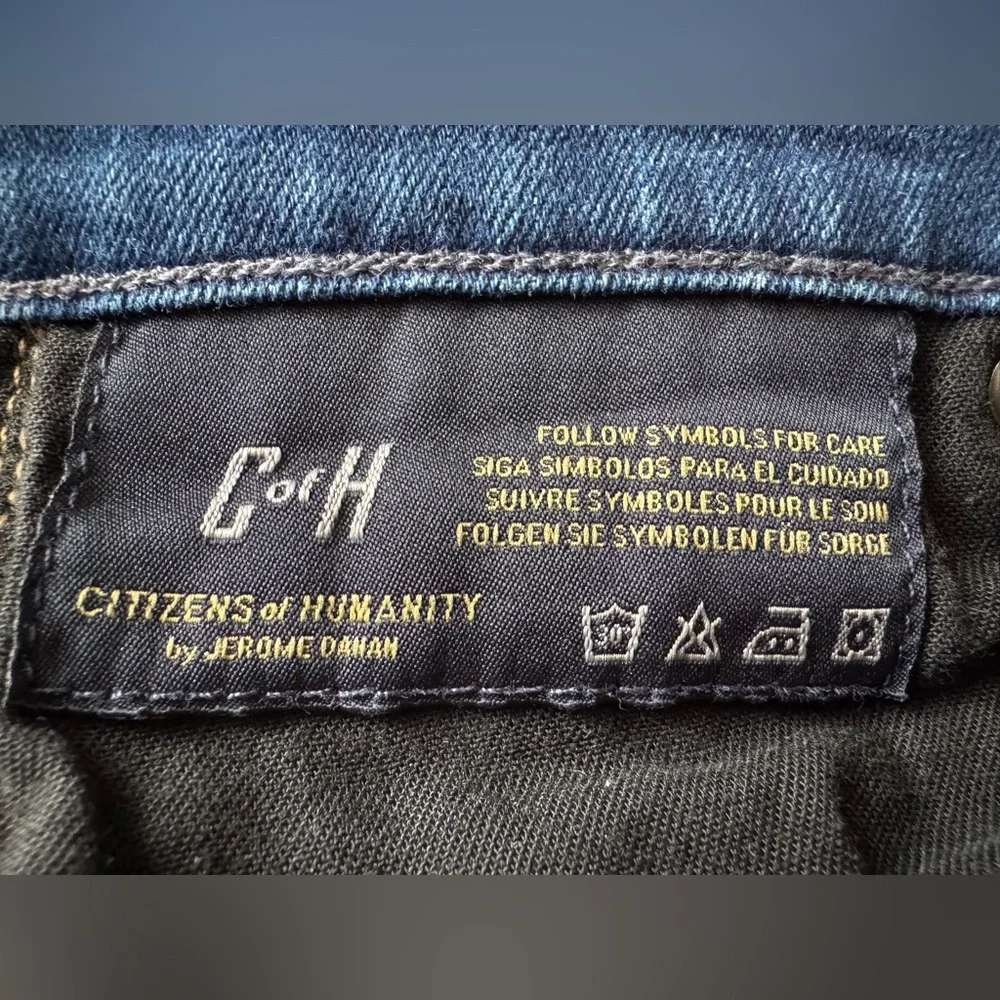 C of H
CITIZENS of HUMANITY
by JEROME DAHAN
FOLLOW SYMBOLS FOR CARE
SIGA SIMBOLOS PARA EL CUIDADO
SUIVRE SYMBOLES POUR LE SOIN
FOLGEN SIE SYMBOLEN FÜR SORGE
30°